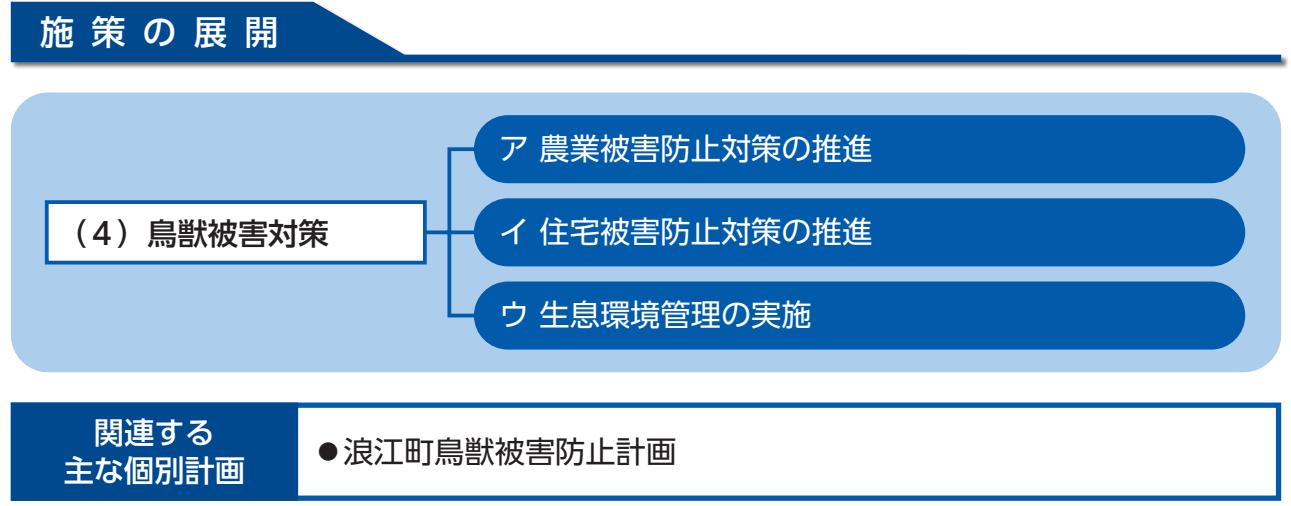 施策の展開
(4)鳥獣被害対策
ア 農業被害防止対策の推進
イ 住宅被害防止対策の推進
ウ 生息環境管理の実施
関連する
主な個別計画
●浪江町鳥獣被害防止計画